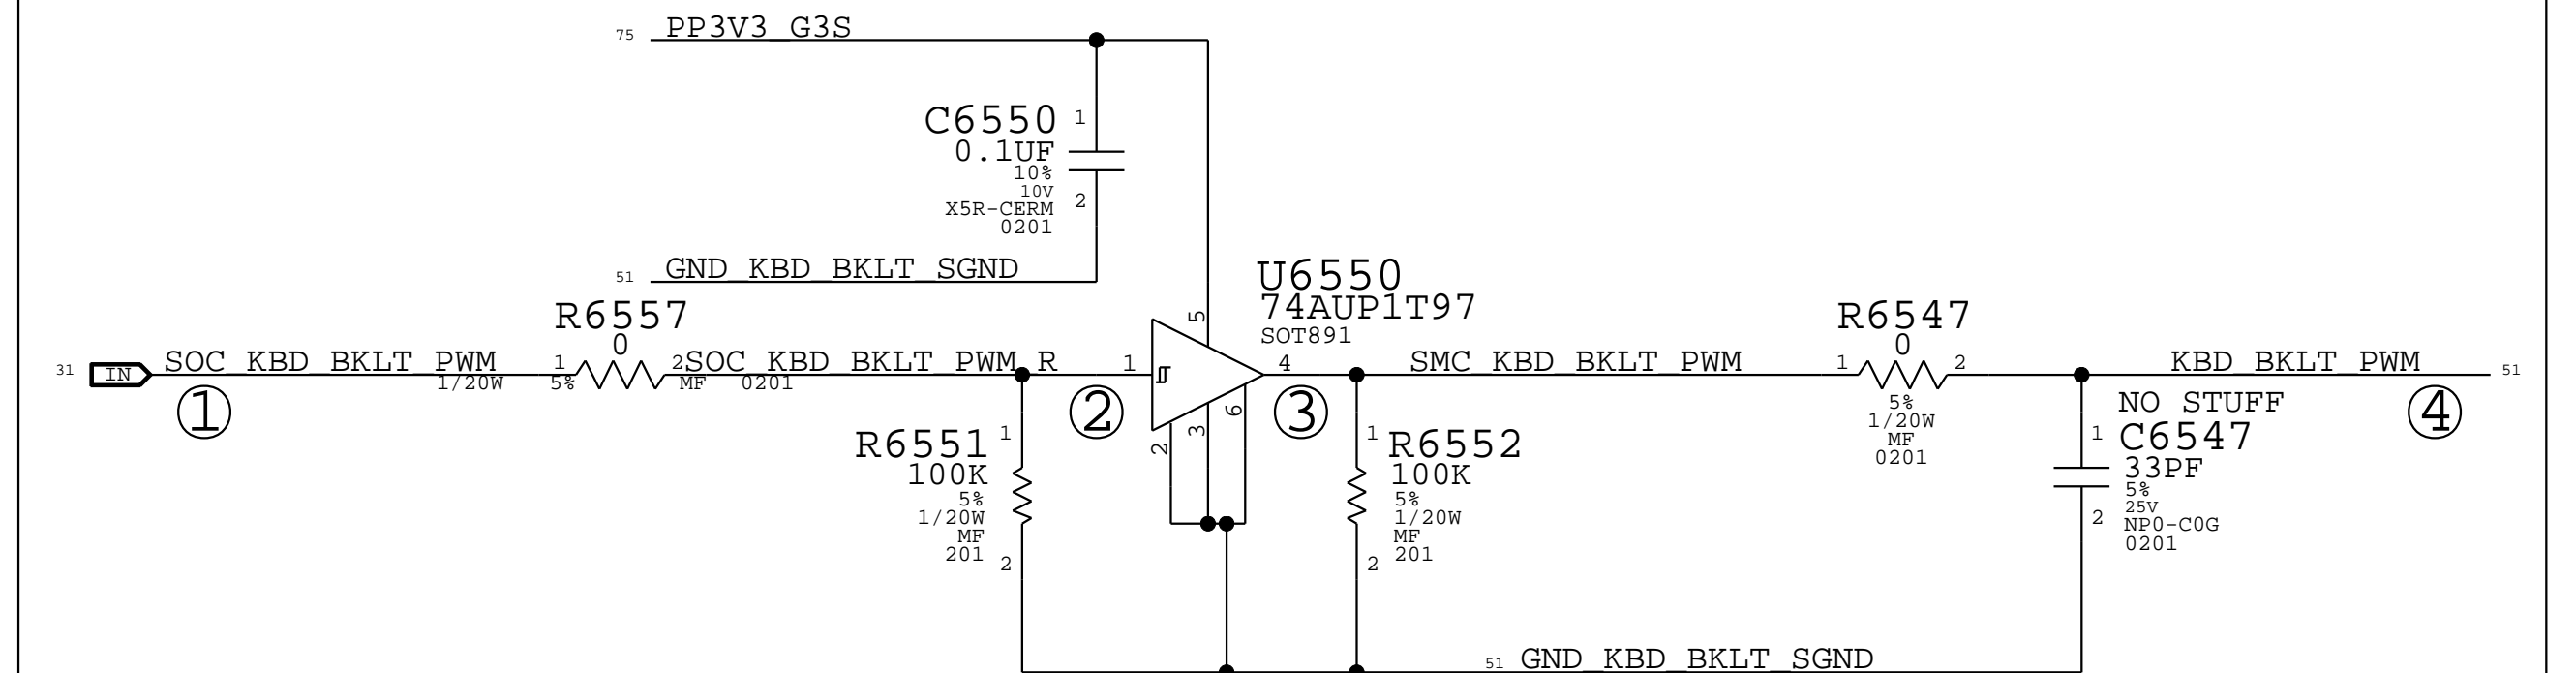 75 PP3V3_G3S
C6550 1
0.1UF
10%
10V
X5R-CERM 2
0201
51 GND_KBD_BKLT_SGND
U6550
74AUP1T97
SOT891
R6557
0
R6547
0
31 IN SOC_KBD_BKLT_PWM 1 2 SOC_KBD_BKLT_PWM_R 1 5 4 SMC_KBD_BKLT_PWM 1 2 KBD_BKLT_PWM 51
1/20W 5% MF 0201
① ② 2 3 6 ③ ④
5%
1/20W
MF
0201
R6551 1
100K
5%
1/20W
MF
201 2
1 R6552
100K
5%
1/20W
MF
2 201
NO STUFF
1 C6547
33PF
5%
25V
2 NP0-C0G
0201
51 GND_KBD_BKLT_SGND